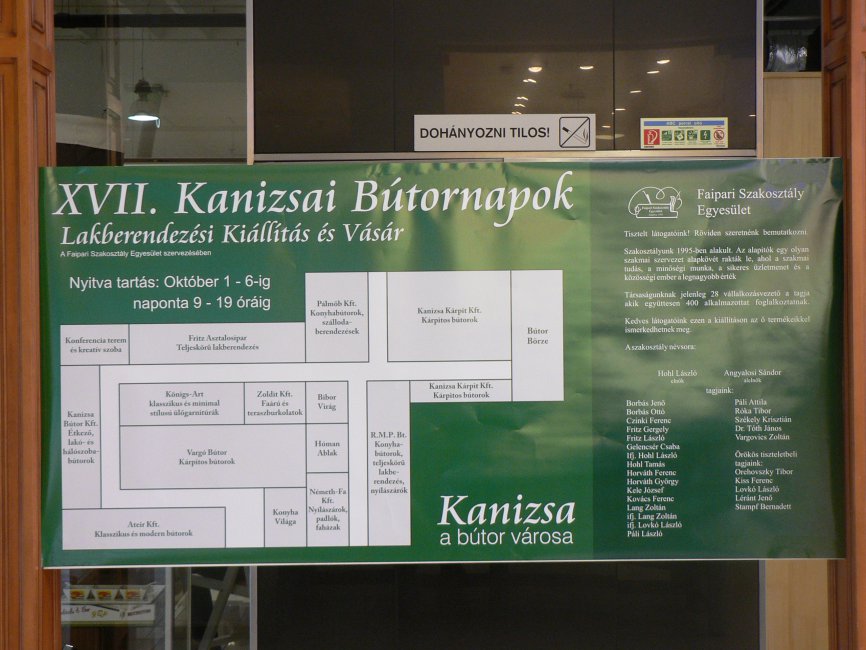 DOHÁNYOZNI TILOS!
XVII. Kanizsai Bútornapok
Lakberendezési Kiállítás és Vásár
A Faipari Szakosztály Egyesület szervezésében
Nyitva tartás: Október 1 - 6-ig
naponta 9 - 19 óráig
Pálmöb Kft.
Konyhabútorok,
szálloda-
berendezések
Kanizsa Kárpit Kft.
Kárpitos bútorok
Bútor
Börze
Konferencia terem
és kreatív szoba
Fritz Asztalosipar
Teljeskörű lakberendezés
Kanizsa Kárpit Kft.
Kárpitos bútorok
Kanizsa
Bútor Kft.
Étkező,
lakó- és
hálószoba-
bútorok
Königs-Art
klasszikus és minimal
stílusú ülőgarnitúrák
Zoldit Kft.
Faáru és
teraszburkolatok
Bíbor
Virág
R.M.P. Bt.
Konyha-
bútorok,
teljeskörű
lakbe-
rendezés,
nyílászárók
Vargó Bútor
Kárpitos bútorok
Hóman
Ablak
Németh-Fa
Kft.
Nyílászárók,
padlók,
faházak
Konyha
Világa
Ateir Kft.
Klasszikus és modern bútorok
Kanizsa
a bútor városa
Faipari Szakosztály
Egyesület
Tisztelt látogatóink! Röviden szeretnénk bemutatkozni.
Szakosztályunk 1995-ben alakult. Az alapítók egy olyan
szakmai szervezet alapkövét rakták le, ahol a szakmai
tudás, a minőségi munka, a sikeres üzletmenet és a
közösségi ember a legnagyobb érték
Társaságunknak jelenleg 28 vállalkozásvezető a tagja
akik együttesen 400 alkalmazottat foglalkoztatnak.
Kedves látogatóink ezen a kiállításon az ő termékeikkel
ismerkedhetnek meg.
A szakosztály névsora:
Hohl László
elnök
Angyalosi Sándor
alelnök
tagjaink:
Borbás Jenő
Borbás Ottó
Czinki Ferenc
Fritz Gergely
Fritz László
Gelencsér Csaba
Ifj. Hohl László
Hohl Tamás
Horváth Ferenc
Horváth György
Kele József
Kovács Ferenc
Lang Zoltán
ifj. Lang Zoltán
ifj. Lovkó László
Páli László
Páli Attila
Róka Tibor
Székely Krisztián
Dr. Tóth János
Vargovics Zoltán
Örökös tiszteletbeli
tagjaink:
Orehovszky Tibor
Kiss Ferenc
Lovkó László
Léránt Jenő
Stampf Bernadett